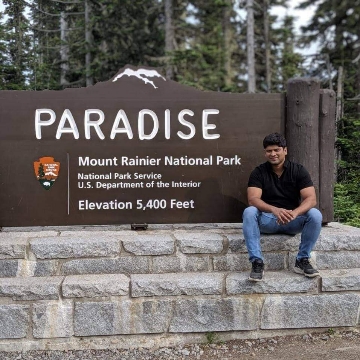 PARADISE
Mount Rainier National Park
National Park Service
U.S. Department of the Interior
Elevation 5,400 Feet